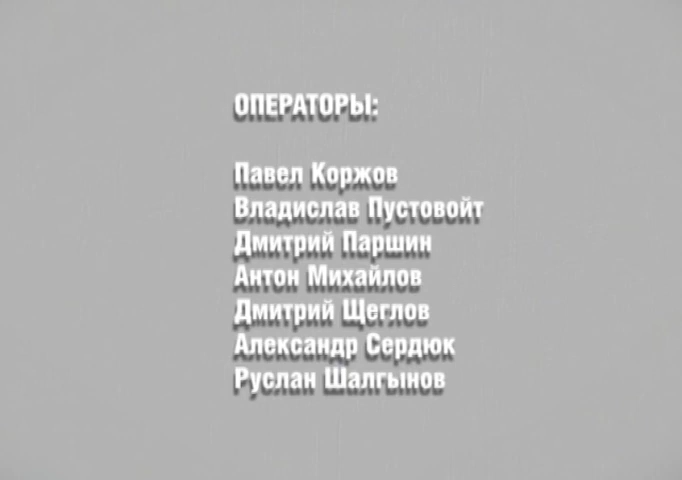 ОПЕРАТОРЫ:
Павел Коржов
Владислав Пустовойт
Дмитрий Паршин
Антон Михайлов
Дмитрий Щеглов
Александр Сердюк
Руслан Шалгынов